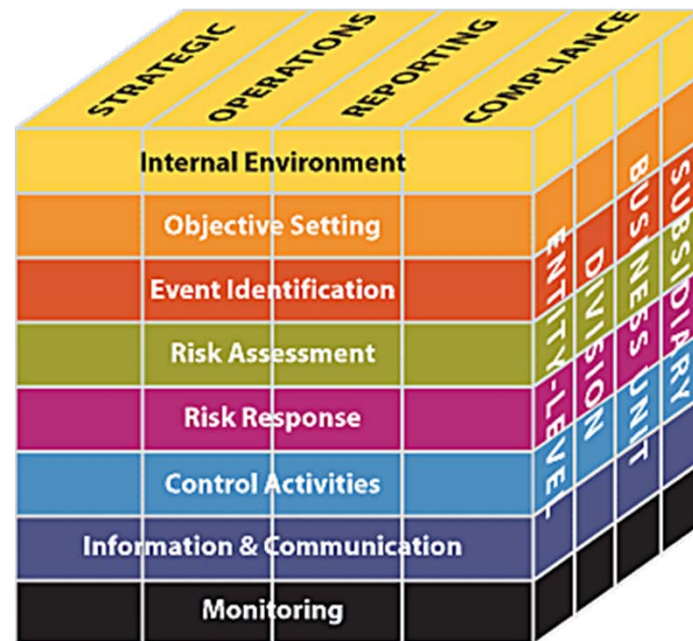 STRATEGIC
OPERATIONS
REPORTING
COMPLIANCE
Internal Environment
Objective Setting
Event Identification
Risk Assessment
Risk Response
Control Activities
Information & Communication
Monitoring
ENTITY-LEVEL
DIVISION
BUSINESS UNIT
SUBSIDIARY